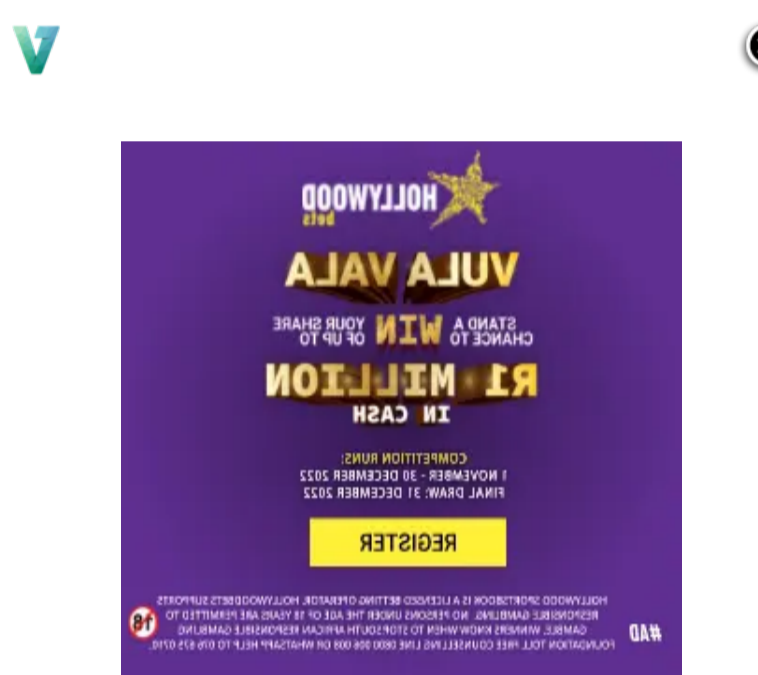 HOLLYWOOD
bets
VULA VALA
STAND A CHANCE TO WIN YOUR SHARE OF UP TO
R1 MILLION
IN CASH
COMPETITION RUNS:
1 NOVEMBER - 30 DECEMBER 2022
FINAL DRAW: 31 DECEMBER 2022
REGISTER
HOLLYWOOD SPORTSBOOK IS A LICENSED BETTING OPERATOR. HOLLYWOODBETS SUPPORTS
RESPONSIBLE GAMBLING. NO PERSONS UNDER THE AGE OF 18 YEARS ARE PERMITTED TO
GAMBLE. WINNERS KNOW WHEN TO STOP. SOUTH AFRICAN RESPONSIBLE GAMBLING
FOUNDATION TOLL FREE COUNSELLING LINE 0800 006 008 OR WHATSAPP HELP TO 076 675 0710.
#AD
18